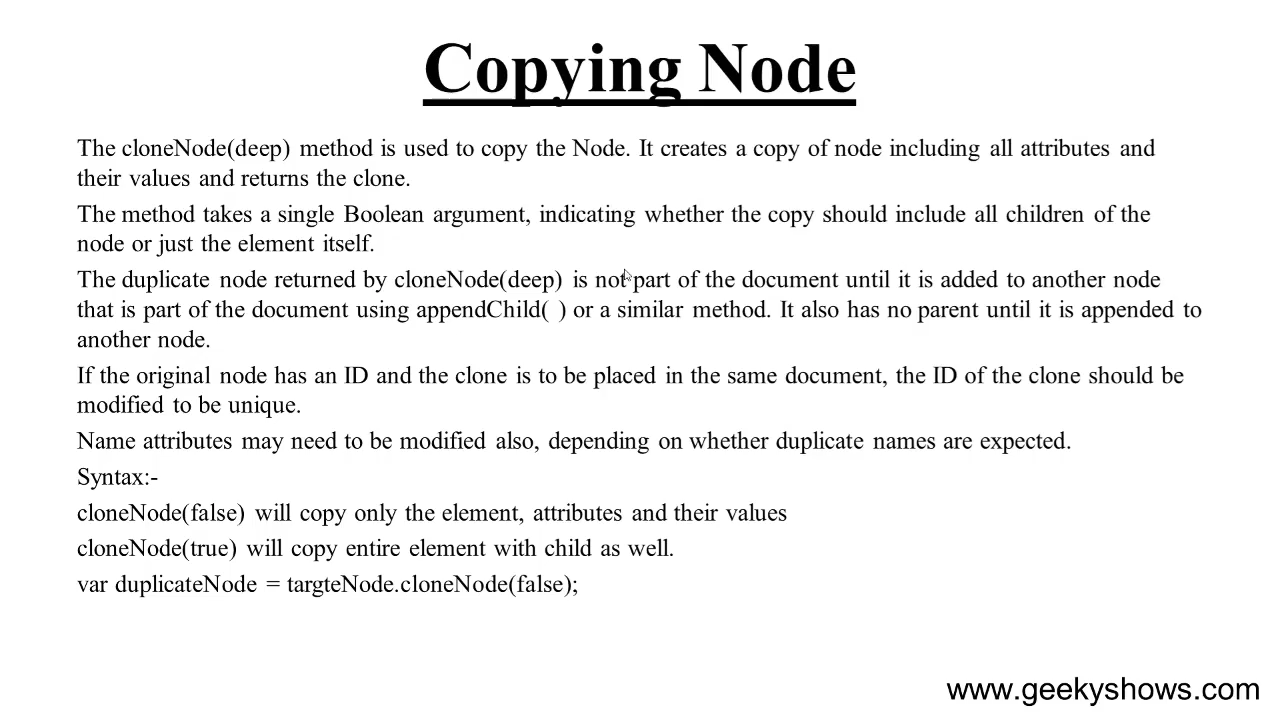 Copying Node
The cloneNode(deep) method is used to copy the Node. It creates a copy of node including all attributes and
their values and returns the clone.
The method takes a single Boolean argument, indicating whether the copy should include all children of the
node or just the element itself.
The duplicate node returned by cloneNode(deep) is not part of the document until it is added to another node
that is part of the document using appendChild( ) or a similar method. It also has no parent until it is appended to
another node.
If the original node has an ID and the clone is to be placed in the same document, the ID of the clone should be
modified to be unique.
Name attributes may need to be modified also, depending on whether duplicate names are expected.
Syntax:-
cloneNode(false) will copy only the element, attributes and their values
cloneNode(true) will copy entire element with child as well.
var duplicateNode = targteNode.cloneNode(false);
www.geekyshows.com